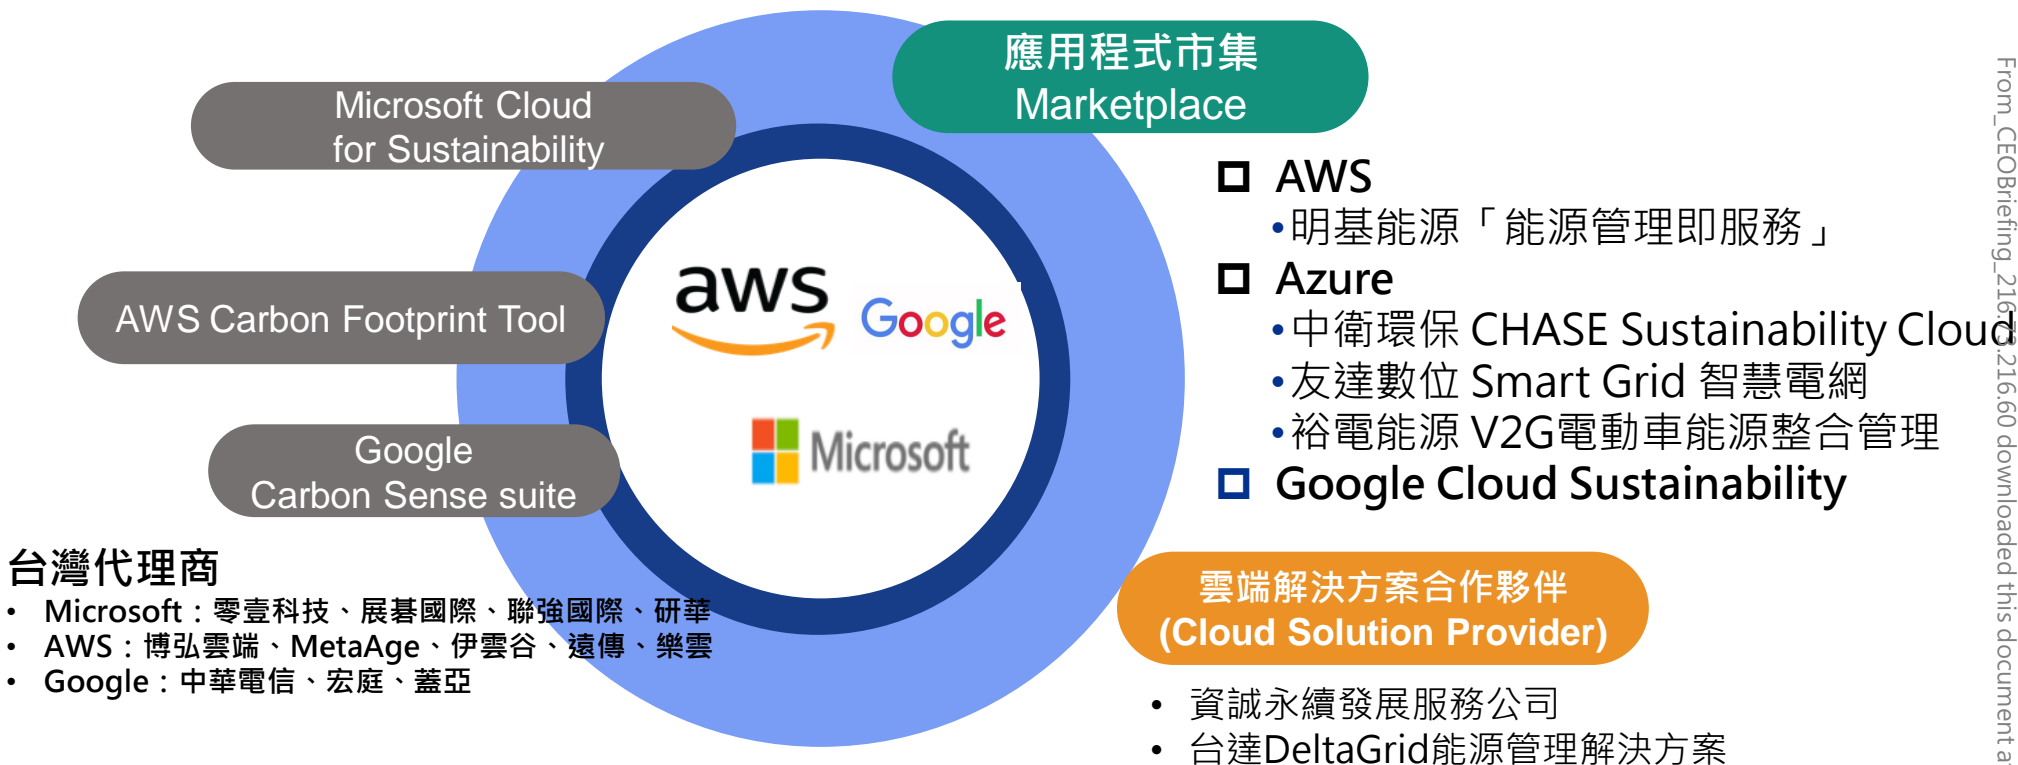 應用程式市集
Marketplace
Microsoft Cloud
for Sustainability
AWS Carbon Footprint Tool
Google
Carbon Sense suite
aws
Google
Microsoft
□ AWS
•明基能源「能源管理即服務」
□ Azure
•中衛環保 CHASE Sustainability Cloud
•友達數位 Smart Grid 智慧電網
•裕電能源 V2G電動車能源整合管理
□ Google Cloud Sustainability
台灣代理商
• Microsoft：零壹科技、展碁國際、聯強國際、研華
• AWS：博弘雲端、MetaAge、伊雲谷、遠傳、樂雲
• Google：中華電信、宏庭、蓋亞
雲端解決方案合作夥伴
(Cloud Solution Provider)
• 資誠永續發展服務公司
• 台達DeltaGrid能源管理解決方案
From_CEOBriefing_216.73.216.60 downloaded this document